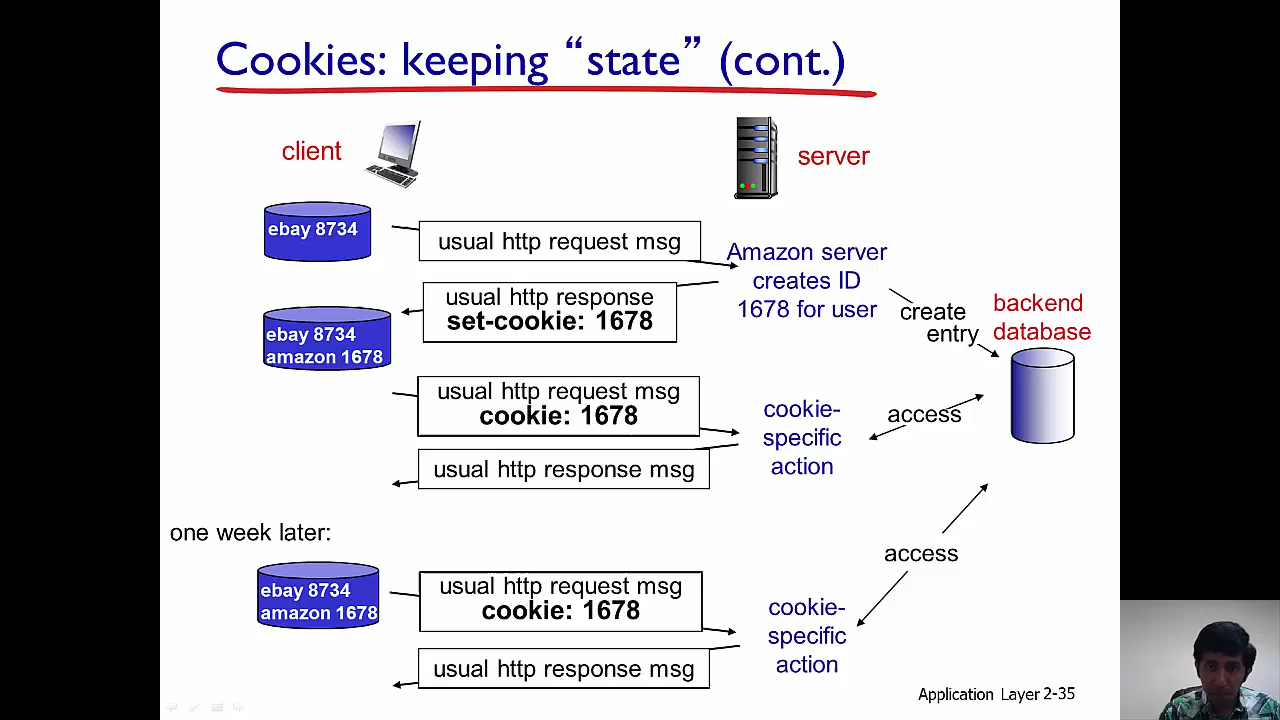 Cookies: keeping “state” (cont.)
client
server
ebay 8734
usual http request msg
Amazon server
creates ID
1678 for user
usual http response
set-cookie: 1678
create
entry
backend
database
ebay 8734
amazon 1678
usual http request msg
cookie: 1678
cookie-
specific
action
access
usual http response msg
one week later:
access
ebay 8734
amazon 1678
usual http request msg
cookie: 1678
cookie-
specific
action
usual http response msg
Application Layer 2-35